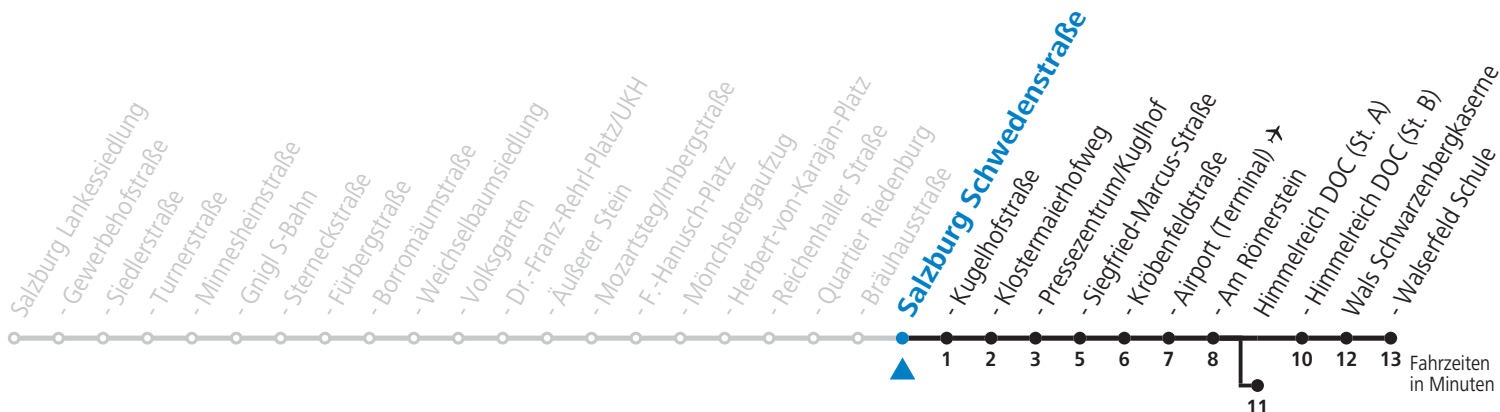 Salzburg Lankessiedlung
- Gewerbehofstraße
- Siedlerstraße
- Turnerstraße
- Minnesheimstraße
- Gnigl S-Bahn
- Sterneckstraße
- Fürbergstraße
- Borromäumstraße
- Weichselbaumsiedlung
- Volksgarten
- Dr.-Franz-Rehrl-Platz/UKH
- Äußerer Stein
- Mozartsteg/Imbergstraße
- F.-Hanusch-Platz
- Mönchsbergaufzug
- Herbert-von-Karajan-Platz
- Reichenhaller Straße
- Quartier Riedenburg
- Bräuhausstraße
Salzburg Schwedenstraße
- Kugelhofstraße
- Klostermaierhofweg
- Pressezentrum/Kuglhof
- Siegfried-Marcus-Straße
- Kröbenfeldstraße
- Airport (Terminal)
- Am Römerstein
Himmelreich DOC (St. A)
- Himmelreich DOC (St. B)
Wals Schwarzenbergkaserne
- Walserfeld Schule
1 2 3 5 6 7 8 10 12 13
Fahrzeiten
in Minuten
11